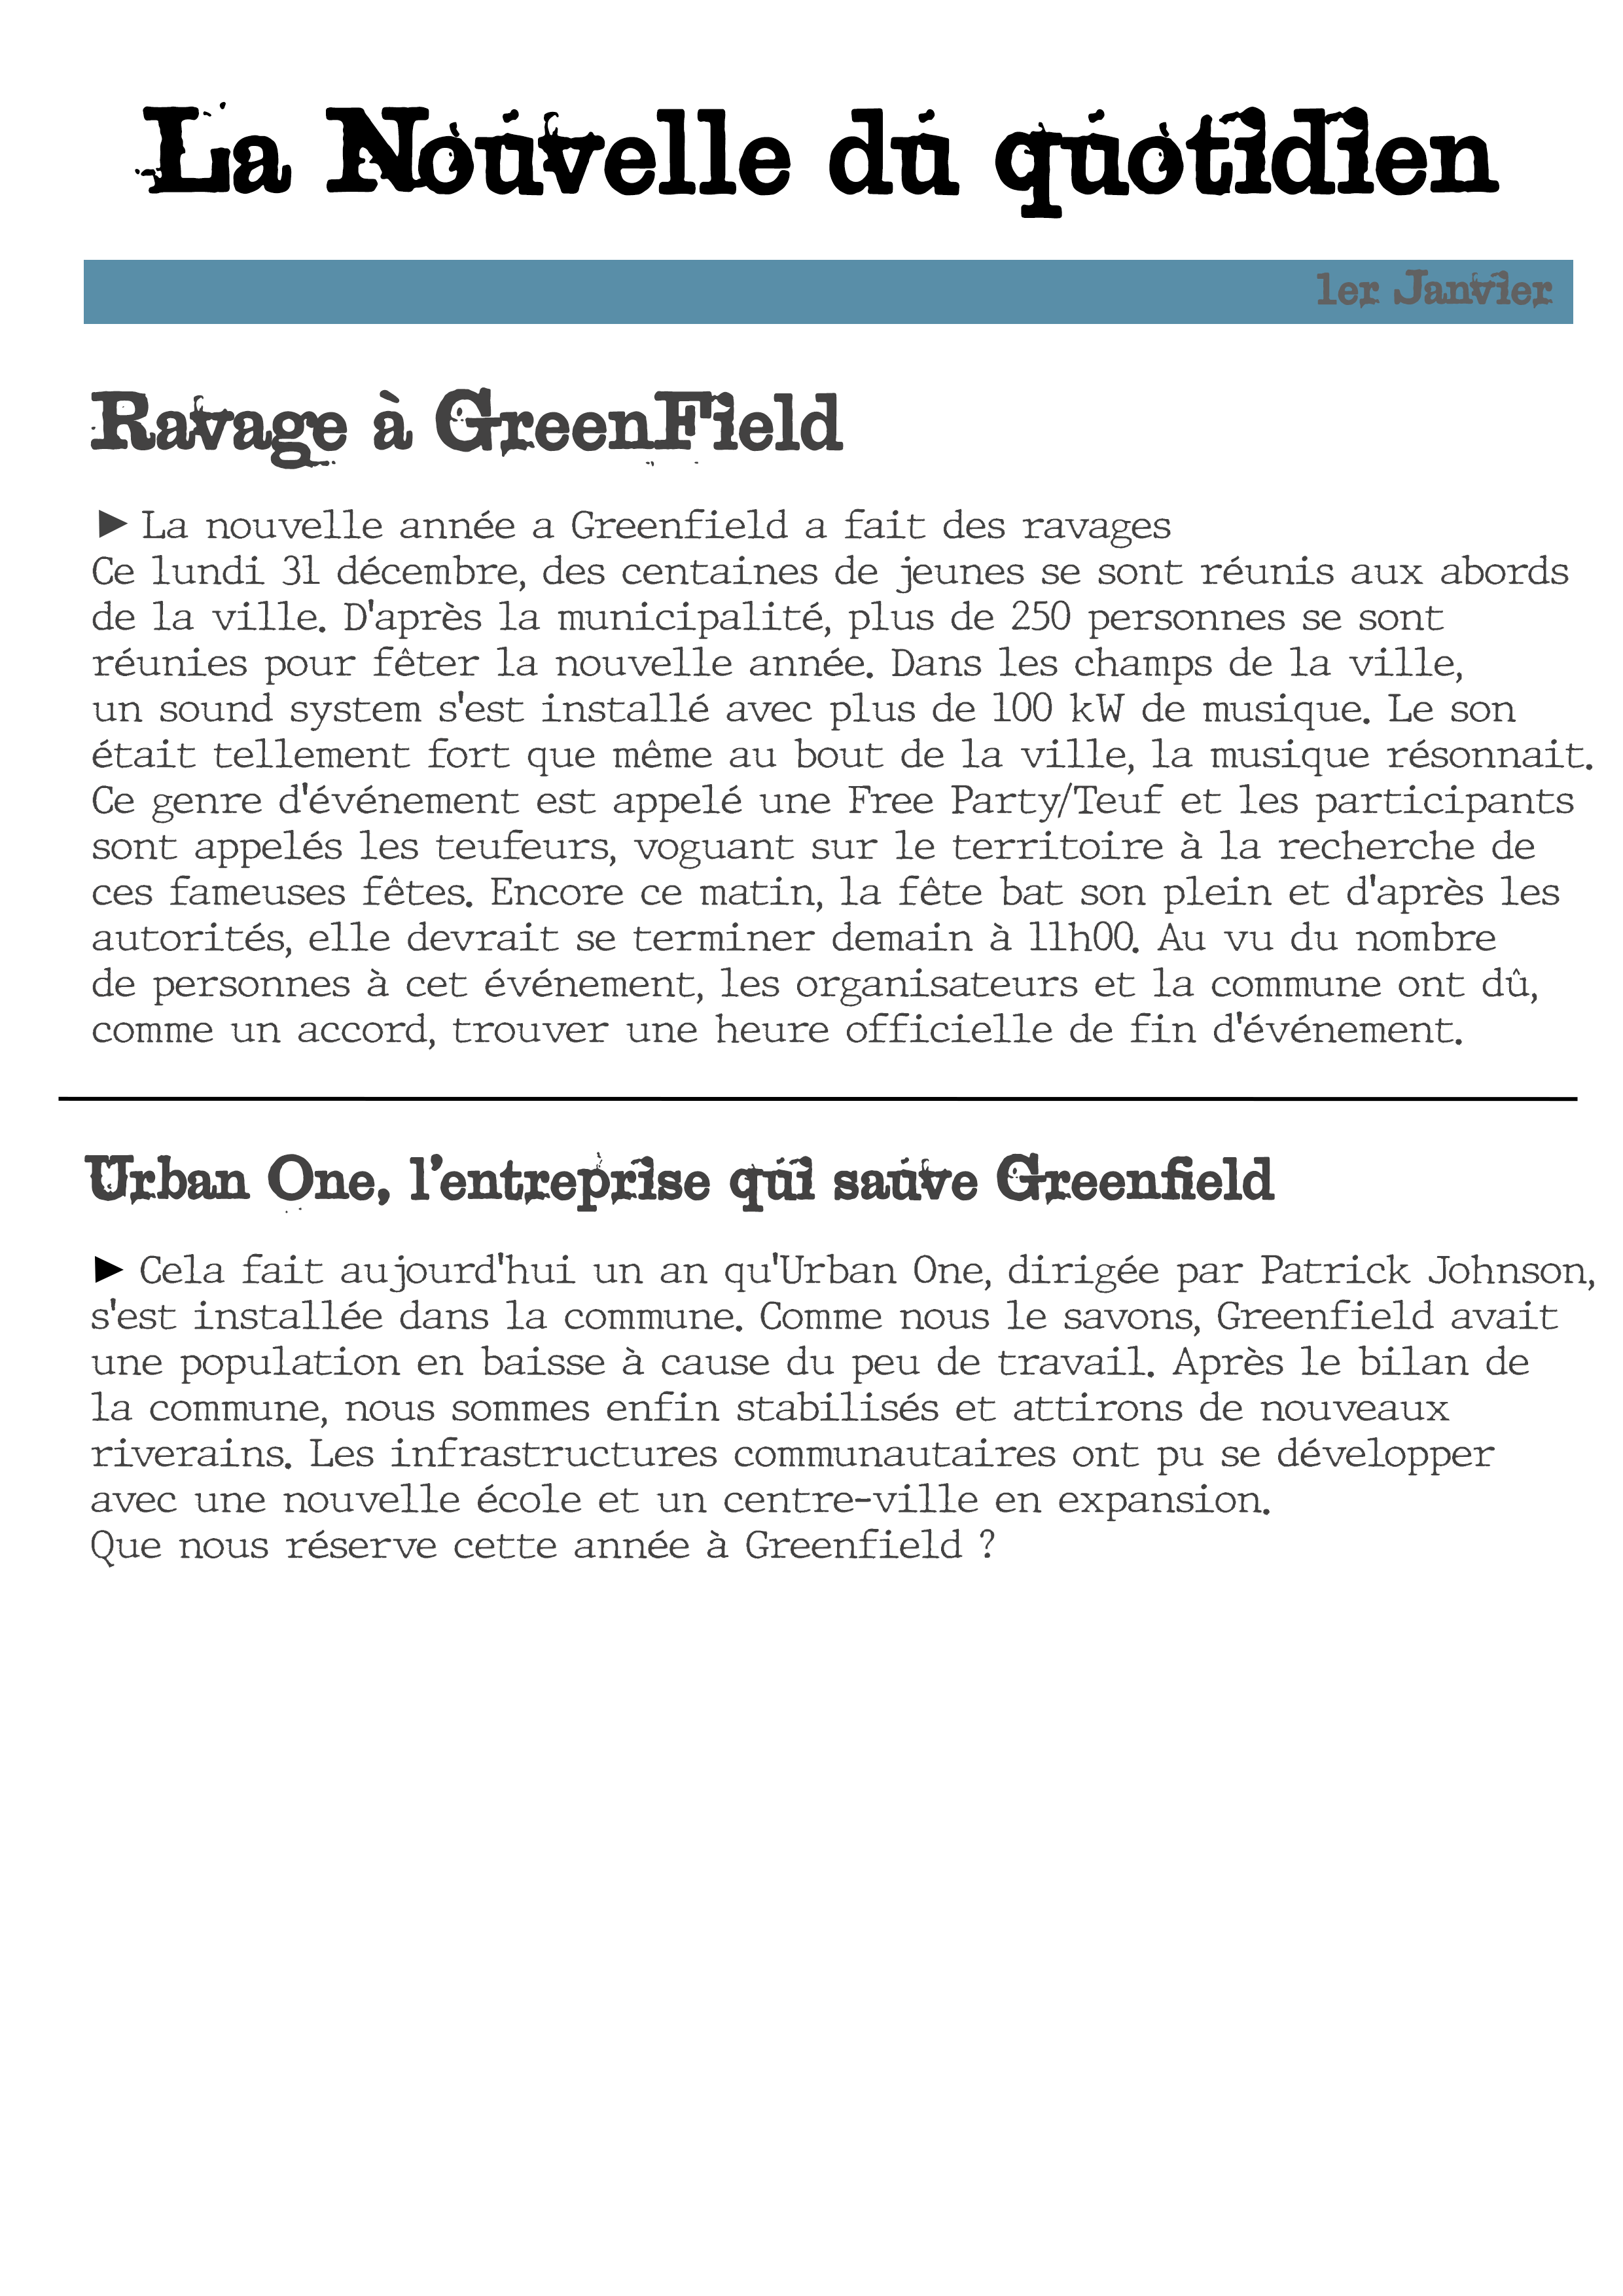 La Nouvelle du quotidien
1er Janvier
Ravage à GreenField
► La nouvelle année a Greenfield a fait des ravages
Ce lundi 31 décembre, des centaines de jeunes se sont réunis aux abords
de la ville. D'après la municipalité, plus de 250 personnes se sont
réunies pour fêter la nouvelle année. Dans les champs de la ville,
un sound system s'est installé avec plus de 100 kW de musique. Le son
était tellement fort que même au bout de la ville, la musique résonnait.
Ce genre d'événement est appelé une Free Party/Teuf et les participants
sont appelés les teufeurs, voguant sur le territoire à la recherche de
ces fameuses fêtes. Encore ce matin, la fête bat son plein et d'après les
autorités, elle devrait se terminer demain à 11h00. Au vu du nombre
de personnes à cet événement, les organisateurs et la commune ont dû,
comme un accord, trouver une heure officielle de fin d'événement.
Urban One, l'entreprise qui sauve Greenfield
► Cela fait aujourd'hui un an qu'Urban One, dirigée par Patrick Johnson,
s'est installée dans la commune. Comme nous le savons, Greenfield avait
une population en baisse à cause du peu de travail. Après le bilan de
la commune, nous sommes enfin stabilisés et attirons de nouveaux
riverains. Les infrastructures communautaires ont pu se développer
avec une nouvelle école et un centre-ville en expansion.
Que nous réserve cette année à Greenfield ?